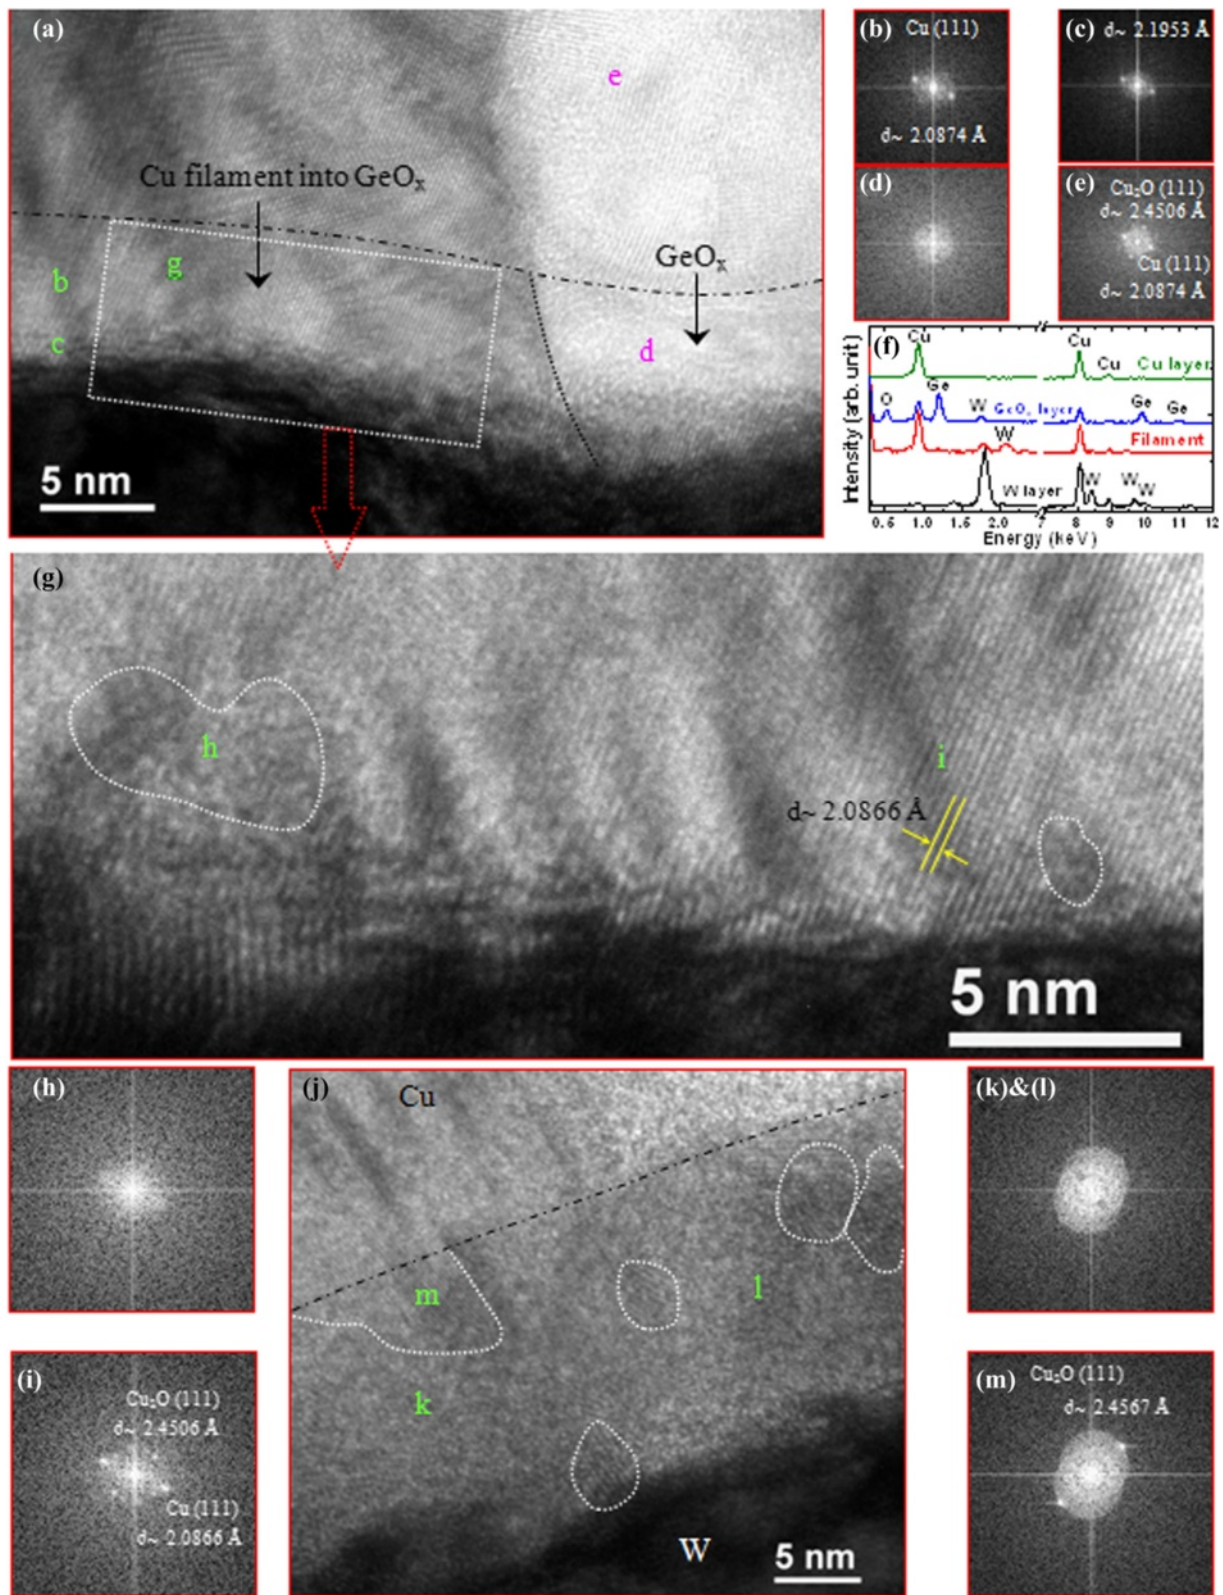 (a)
e
Cu filament into GeOₓ
GeOₓ
b
g
c
d
5 nm
(b)
Cu (111)
d~ 2.0874 Å
(c)
d~ 2.1953 Å
(d)
(e)
Cu₂O (111)
d~ 2.4506 Å
Cu (111)
d~ 2.0874 Å
(f)
Intensity (arb. unit)
Cu
Cu
Cu
Cu layer
O
Ge
W
GeOₓ layer
Ge
Ge
W
Filament
W
W layer
W
W
0.6
1.0
1.6
2.0
7
8
9
10
11
12
Energy (keV)
(g)
h
i
d~ 2.0866 Å
5 nm
(h)
(i)
Cu₂O (111)
d~ 2.4506 Å
Cu (111)
d~ 2.0866 Å
(j)
Cu
m
l
k
W
5 nm
(k)&(l)
(m)
Cu₂O (111)
d~ 2.4567 Å